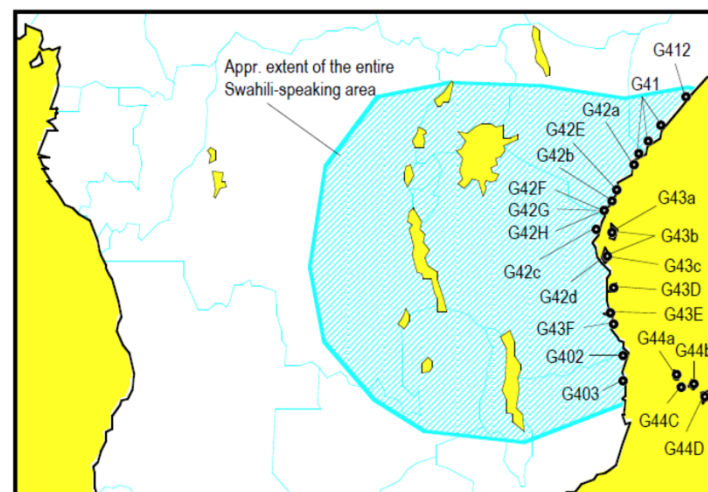 Appr. extent of the entire
Swahili-speaking area
G412
G41
G42a
G42E
G42b
G42F
G42G
G42H
G42c
G43a
G43b
G43c
G42d
G43D
G43E
G43F
G44a
G44b
G402
G403
G44C
G44D